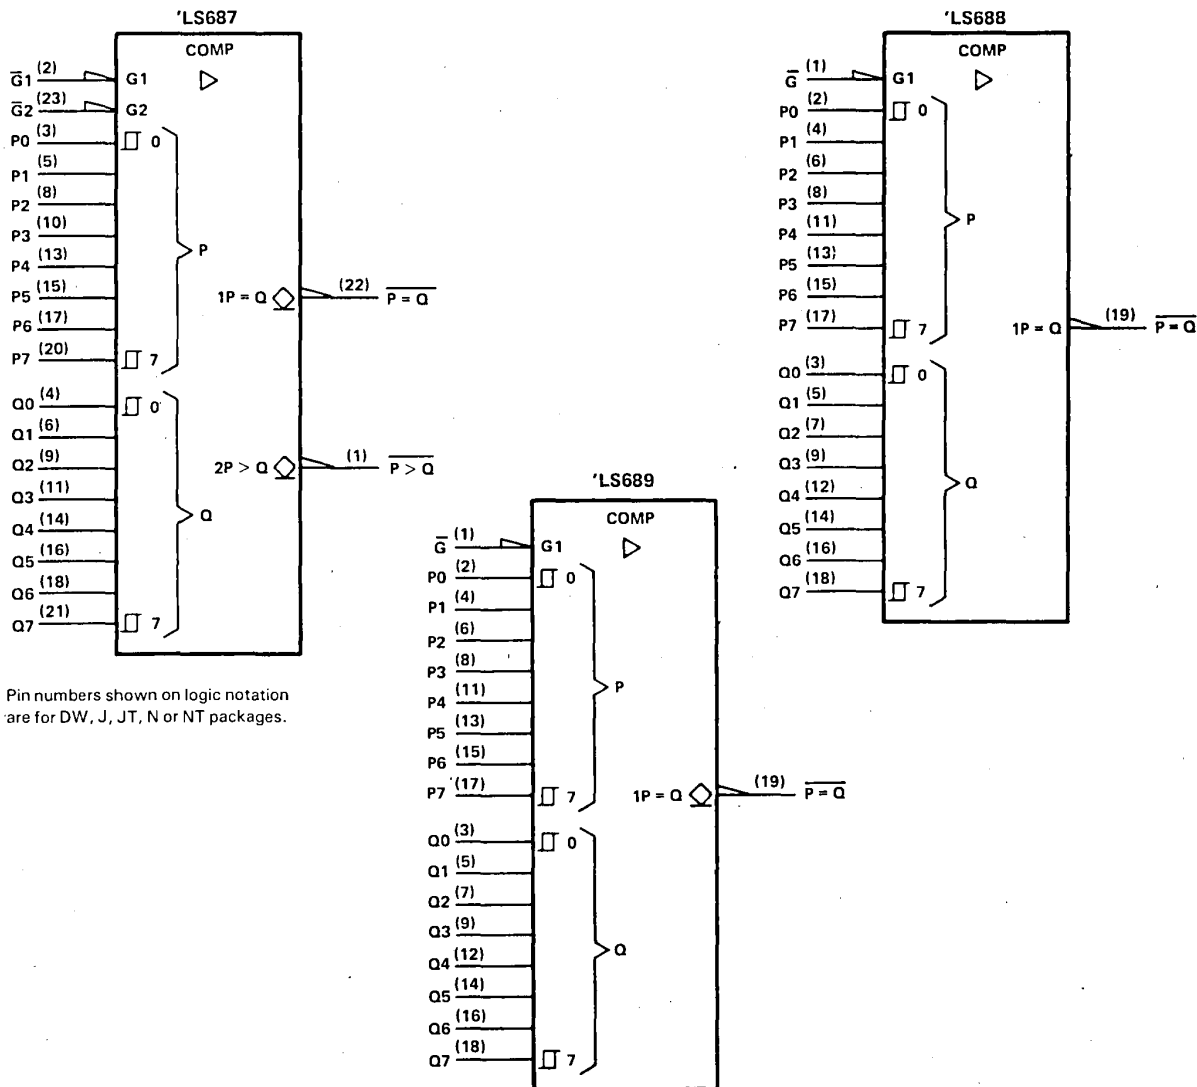 'LS687
COMP
G̅1 (2) G1
G̅2 (23) G2
P0 (3) 0
P1 (5)
P2 (8)
P3 (10)
P4 (13)
P5 (15)
P6 (17)
P7 (20) 7
P
Q0 (4) 0
Q1 (6)
Q2 (9)
Q3 (11)
Q4 (14)
Q5 (16)
Q6 (18)
Q7 (21) 7
Q
1P = Q (22) P = Q
2P > Q (1) P > Q
Pin numbers shown on logic notation
are for DW, J, JT, N or NT packages.
'LS689
COMP
G̅ (1) G1
P0 (2) 0
P1 (4)
P2 (6)
P3 (8)
P4 (11)
P5 (13)
P6 (15)
P7 (17) 7
P
1P = Q (19) P = Q
Q0 (3) 0
Q1 (5)
Q2 (7)
Q3 (9)
Q4 (12)
Q5 (14)
Q6 (16)
Q7 (18) 7
Q
'LS688
COMP
G̅ (1) G1
P0 (2) 0
P1 (4)
P2 (6)
P3 (8)
P4 (11)
P5 (13)
P6 (15)
P7 (17) 7
P
1P = Q (19) P = Q
Q0 (3) 0
Q1 (5)
Q2 (7)
Q3 (9)
Q4 (12)
Q5 (14)
Q6 (16)
Q7 (18) 7
Q